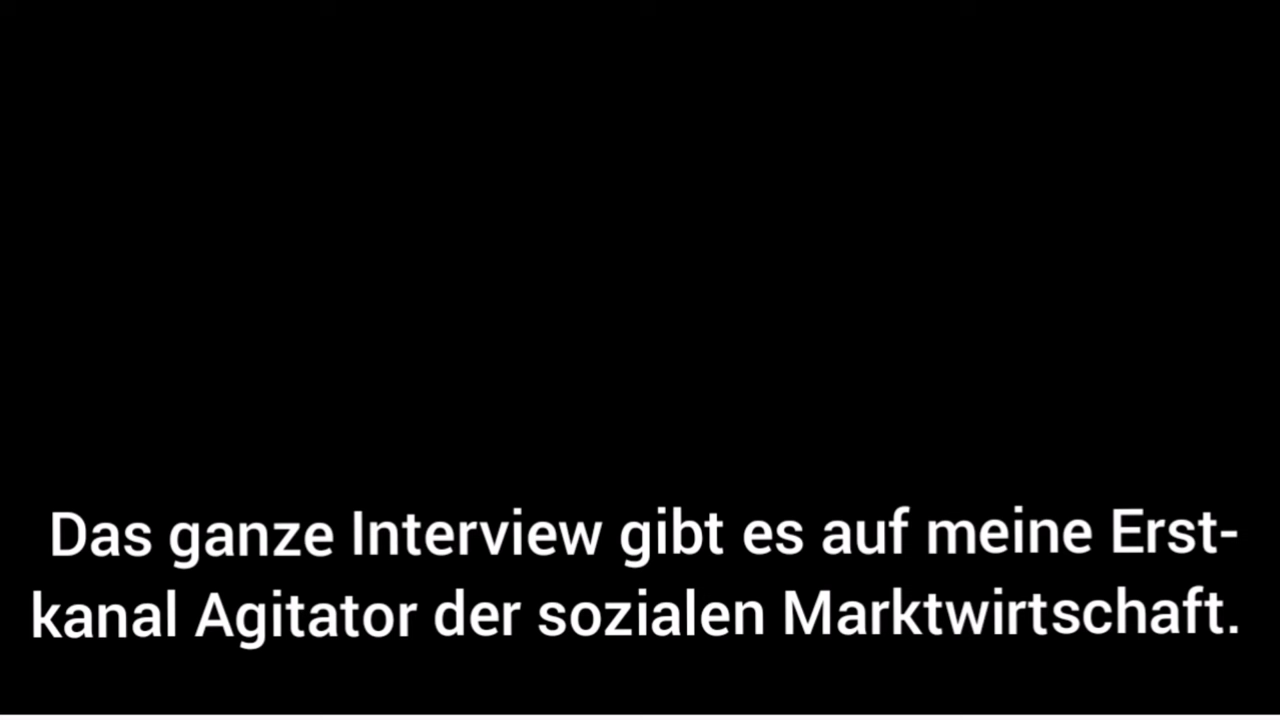 Das ganze Interview gibt es auf meine Erst-
kanal Agitator der sozialen Marktwirtschaft.